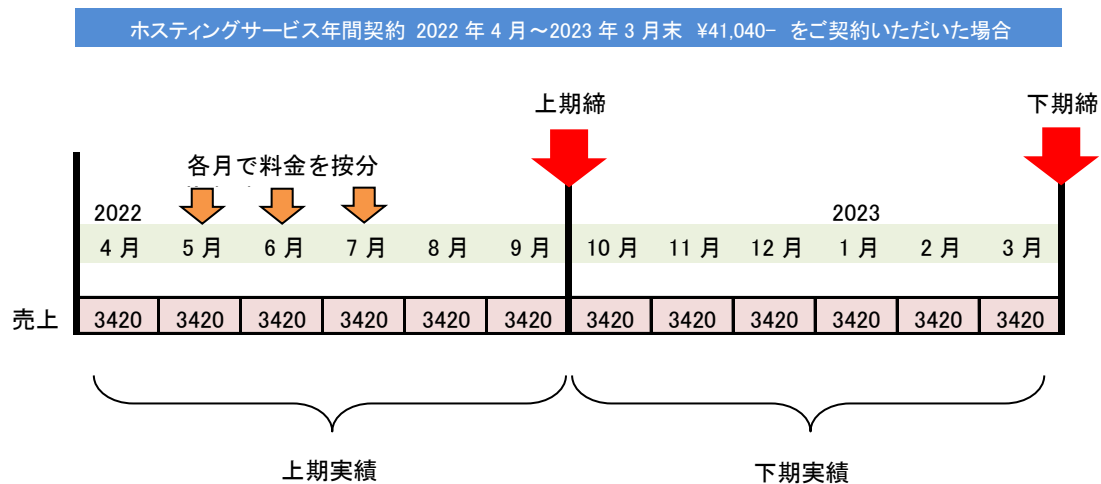 ホスティングサービス年間契約 2022 年 4 月～2023 年 3 月末 ¥41,040- をご契約いただいた場合
上期締
下期締
各月で料金を按分
2022
2023
4 月 5 月 6 月 7 月 8 月 9 月 10 月 11 月 12 月 1 月 2 月 3 月
売上 3420 3420 3420 3420 3420 3420 3420 3420 3420 3420 3420 3420
上期実績
下期実績